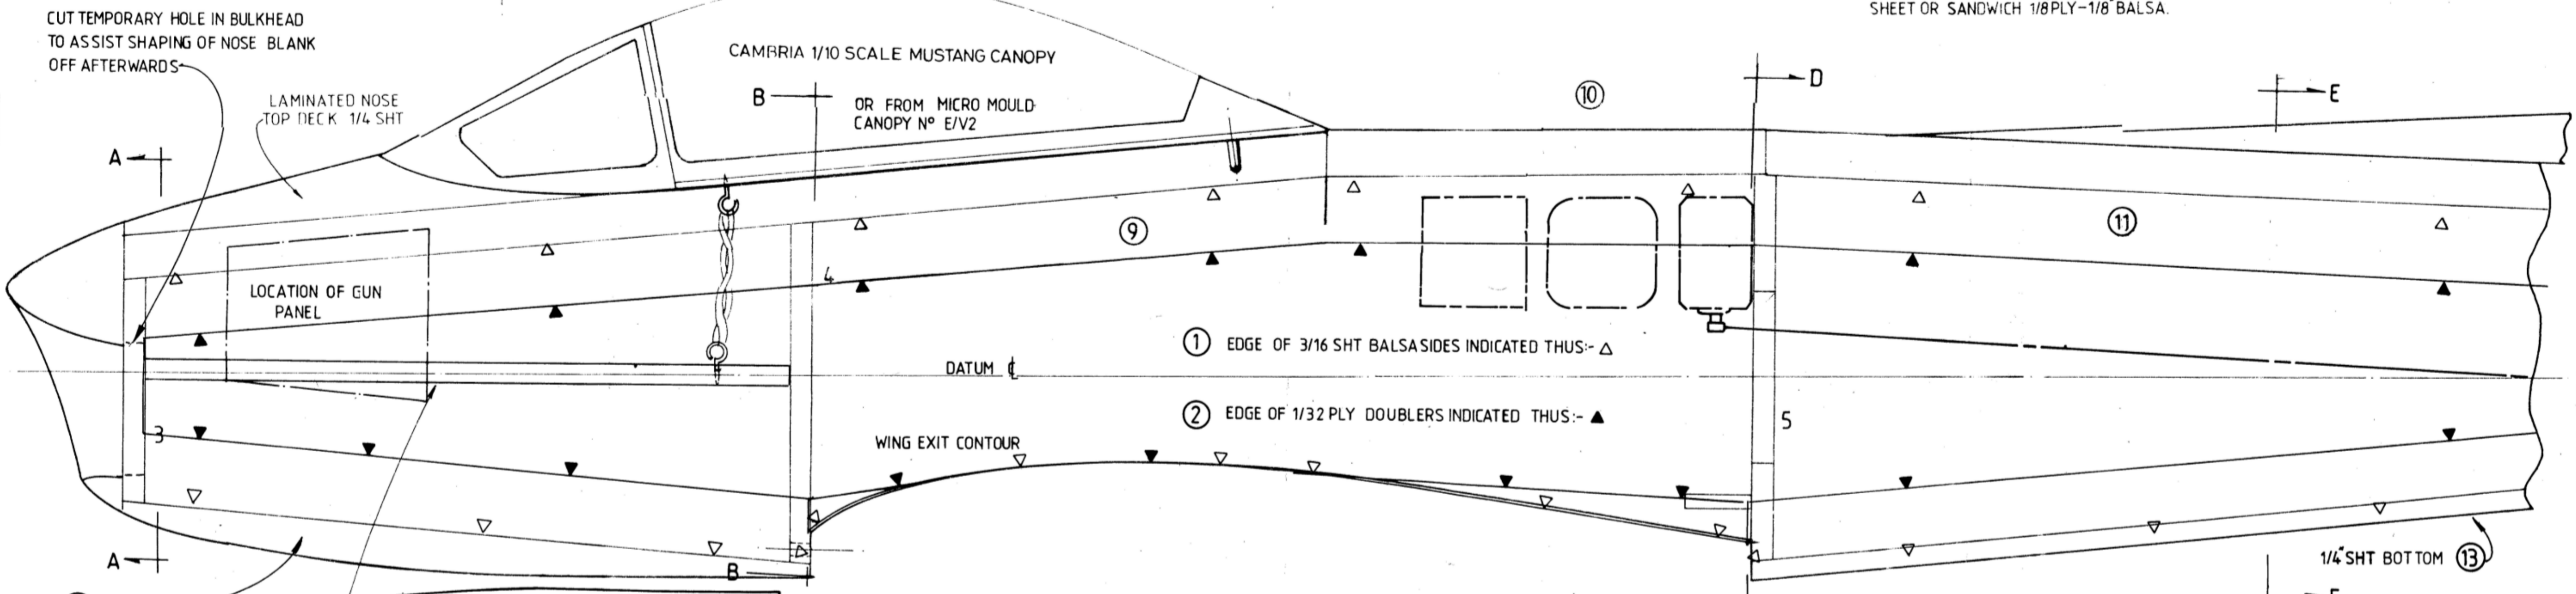 CUT TEMPORARY HOLE IN BULKHEAD
TO ASSIST SHAPING OF NOSE BLANK
OFF AFTERWARDS
LAMINATED NOSE
TOP DECK 1/4 SHT
CAMBRIA 1/10 SCALE MUSTANG CANOPY
OR FROM MICRO MOULD
CANOPY Nº E/V2
SHEET OR SANDWICH 1/8 PLY-1/8" BALSA.
A
B
D
E
10
9
11
4
LOCATION OF GUN
PANEL
1 EDGE OF 3/16 SHT BALSA SIDES INDICATED THUS:- △
DATUM ℄
2 EDGE OF 1/32 PLY DOUBLERS INDICATED THUS:- ▲
WING EXIT CONTOUR
3
5
A
B
1/4" SHT BOTTOM 13